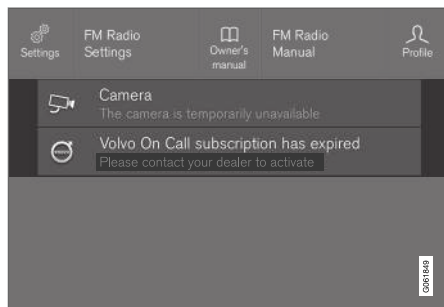 Settings
FM Radio
Settings
Owner's
manual
FM Radio
Manual
Profile
Camera
The camera is temporarily unavailable
Volvo On Call subscription has expired
Please contact your dealer to activate
G061849